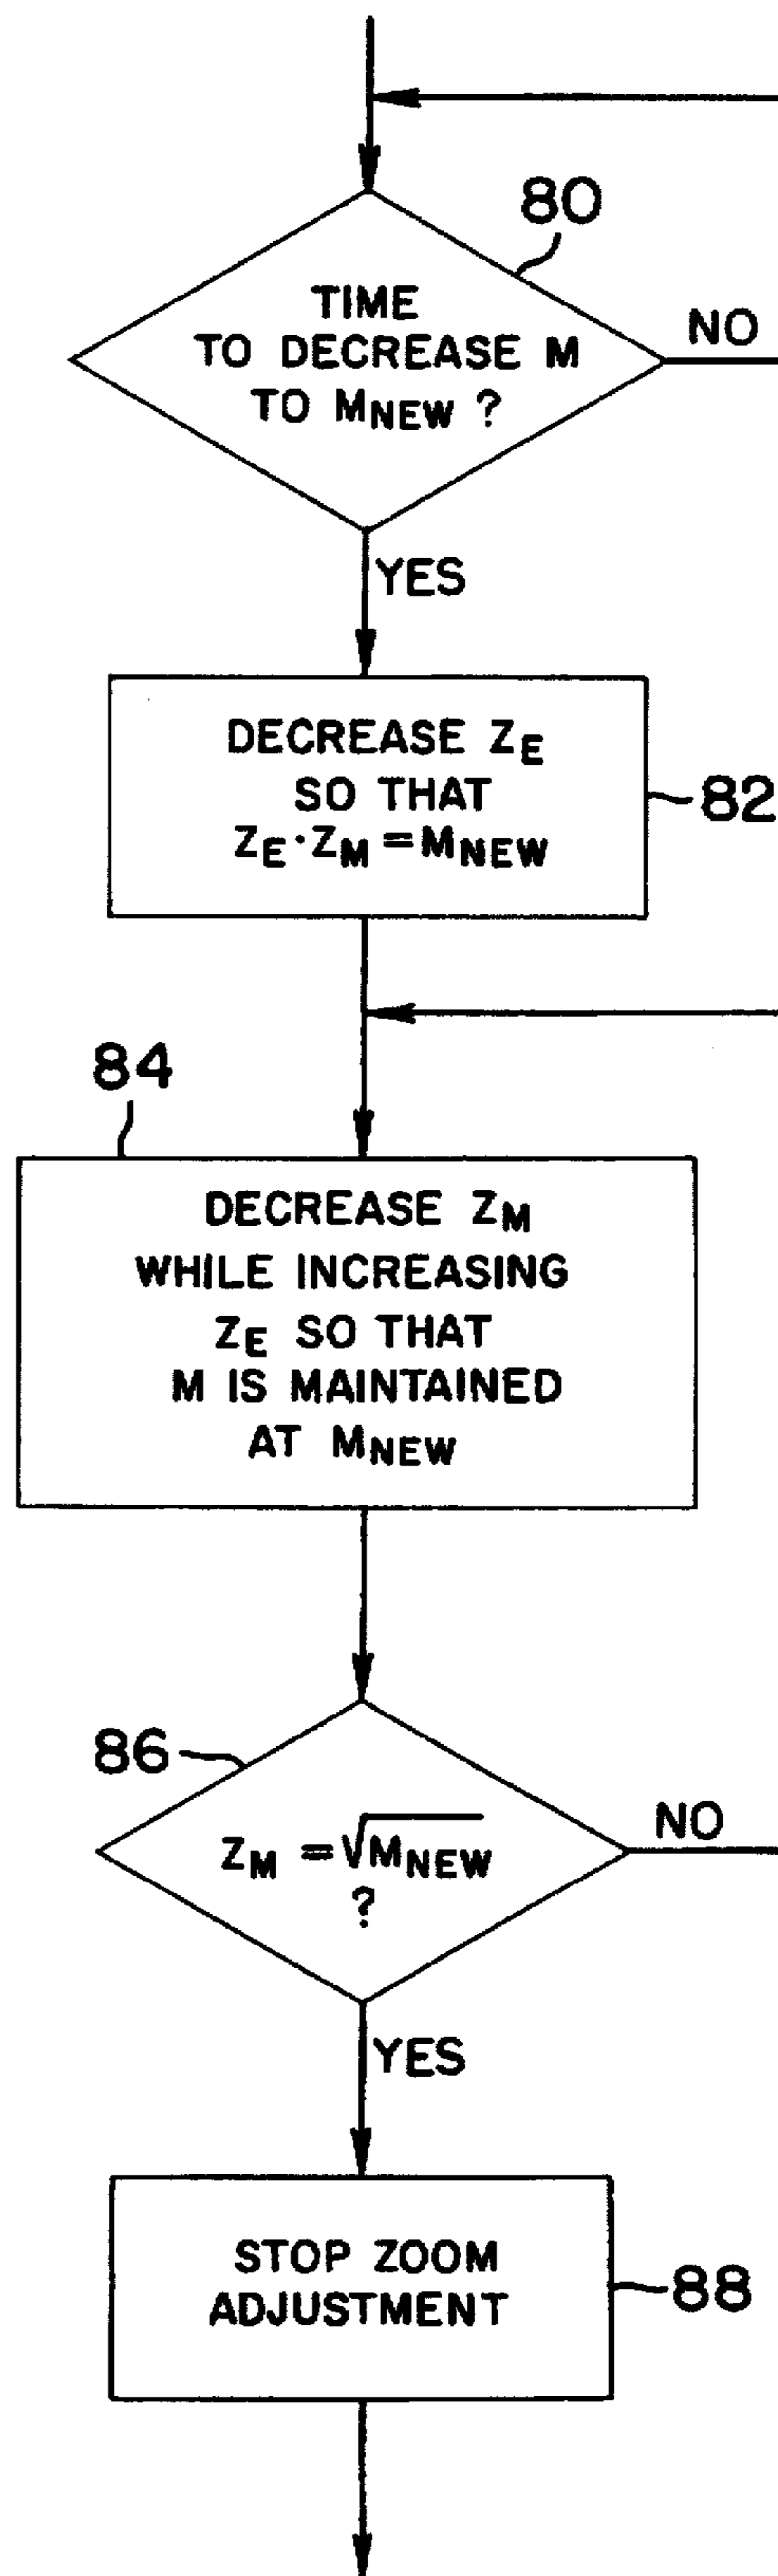 80
TIME
TO DECREASE M
TO MNEW ?
NO
YES
DECREASE ZE
SO THAT
ZE·ZM=MNEW
82
84
DECREASE ZM
WHILE INCREASING
ZE SO THAT
M IS MAINTAINED
AT MNEW
86
ZM =√MNEW
?
NO
YES
STOP ZOOM
ADJUSTMENT
88